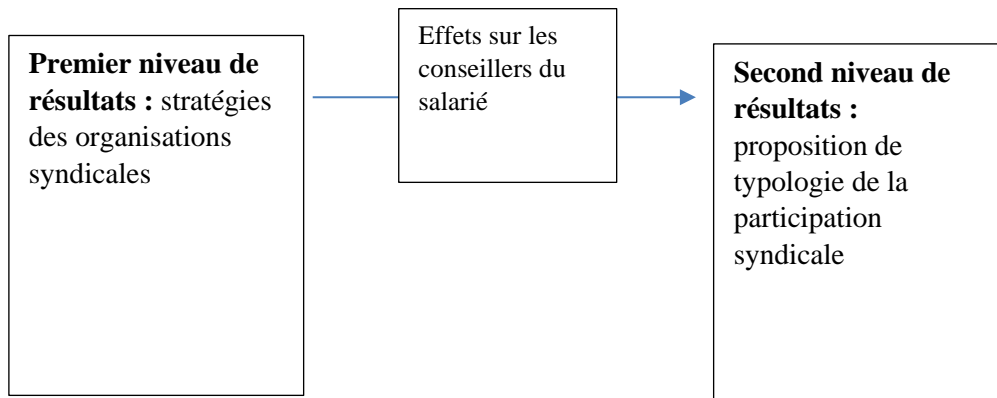 Premier niveau de
résultats : stratégies
des organisations
syndicales
Effets sur les
conseillers du
salarié
Second niveau de
résultats :
proposition de
typologie de la
participation
syndicale